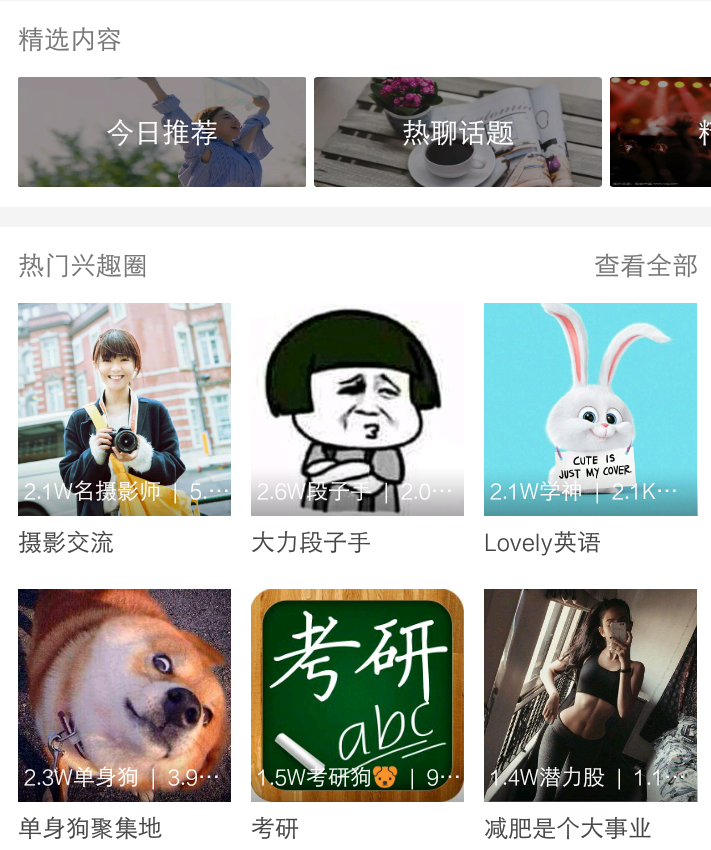 精选内容
今日推荐
热聊话题
热门兴趣圈
查看全部
2.1W名摄影师 | 5.…
2.6W段子手 | 2.0…
2.1W学神 | 2.1K…
CUTE IS
JUST MY COVER
摄影交流
大力段子手
Lovely英语
考研
abc
2.3W单身狗 | 3.9…
1.5W考研狗🐶 | 9…
1.4W潜力股 | 1.1…
单身狗聚集地
考研
减肥是个大事业